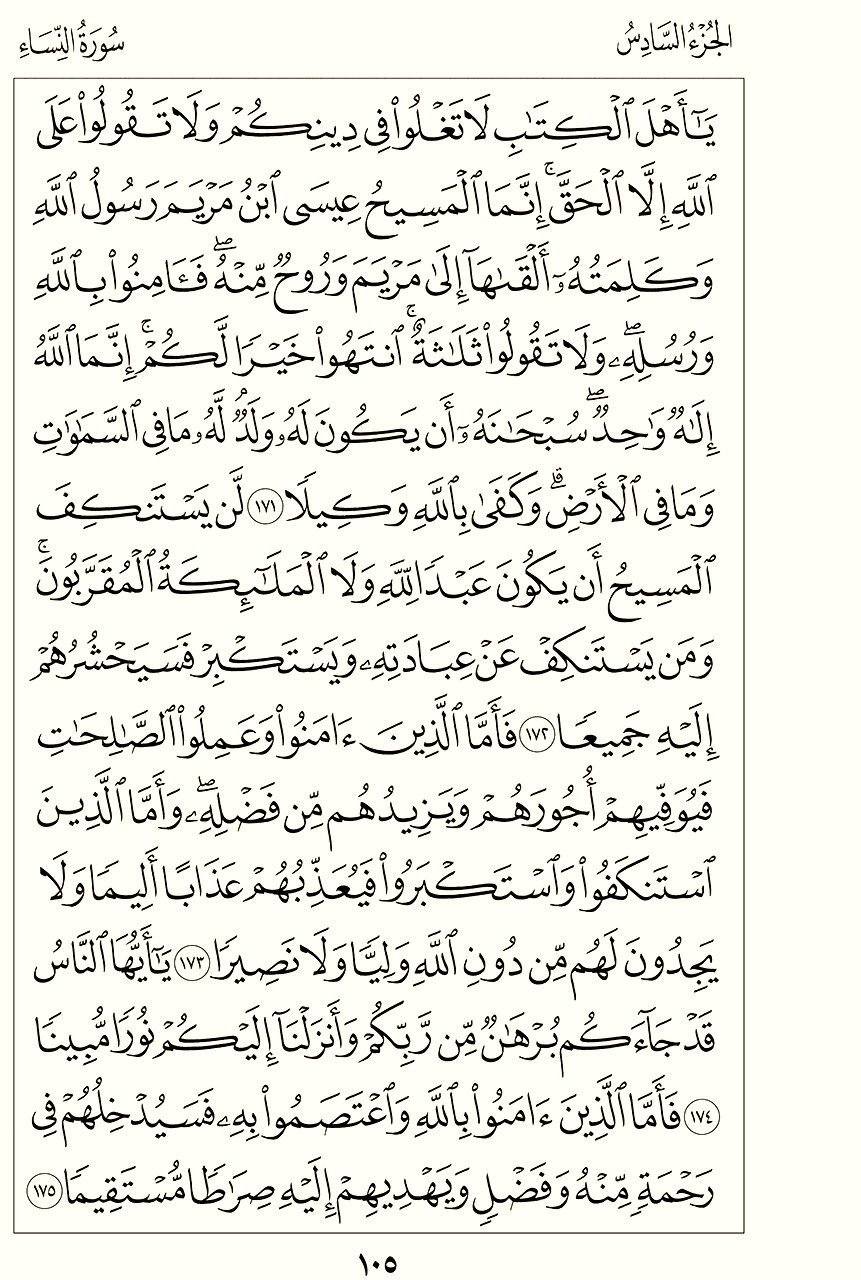 الجُزْءُ السَّادِسُ
سُورَةُ النِّسَاءِ
يَٰٓأَهْلَ ٱلْكِتَٰبِ لَا تَغْلُوا۟ فِى دِينِكُمْ وَلَا تَقُولُوا۟ عَلَى
ٱللَّهِ إِلَّا ٱلْحَقَّ ۚ إِنَّمَا ٱلْمَسِيحُ عِيسَى ٱبْنُ مَرْيَمَ رَسُولُ ٱللَّهِ
وَكَلِمَتُهُۥٓ أَلْقَىٰهَآ إِلَىٰ مَرْيَمَ وَرُوحٌ مِّنْهُ ۖ فَـَٔامِنُوا۟ بِٱللَّهِ
وَرُسُلِهِۦ ۖ وَلَا تَقُولُوا۟ ثَلَٰثَةٌ ۚ ٱنتَهُوا۟ خَيْرًا لَّكُمْ ۚ إِنَّمَا ٱللَّهُ
إِلَٰهٌ وَٰحِدٌ ۖ سُبْحَٰنَهُۥٓ أَن يَكُونَ لَهُۥ وَلَدٌ ۘ لَّهُۥ مَا فِى ٱلسَّمَٰوَٰتِ
وَمَا فِى ٱلْأَرْضِ ۗ وَكَفَىٰ بِٱللَّهِ وَكِيلًا ١٧١ لَّن يَسْتَنكِفَ
ٱلْمَسِيحُ أَن يَكُونَ عَبْدًا لِّلَّهِ وَلَا ٱلْمَلَٰٓئِكَةُ ٱلْمُقَرَّبُونَ ۚ
وَمَن يَسْتَنكِفْ عَنْ عِبَادَتِهِۦ وَيَسْتَكْبِرْ فَسَيَحْشُرُهُمْ
إِلَيْهِ جَمِيعًا ١٧٢ فَأَمَّا ٱلَّذِينَ ءَامَنُوا۟ وَعَمِلُوا۟ ٱلصَّٰلِحَٰتِ
فَيُوَفِّيهِمْ أُجُورَهُمْ وَيَزِيدُهُم مِّن فَضْلِهِۦ ۖ وَأَمَّا ٱلَّذِينَ
ٱسْتَنكَفُوا۟ وَٱسْتَكْبَرُوا۟ فَيُعَذِّبُهُمْ عَذَابًا أَلِيمًا وَلَا
يَجِدُونَ لَهُم مِّن دُونِ ٱللَّهِ وَلِيًّا وَلَا نَصِيرًا ١٧٣ يَٰٓأَيُّهَا ٱلنَّاسُ
قَدْ جَآءَكُم بُرْهَٰنٌ مِّن رَّبِّكُمْ وَأَنزَلْنَآ إِلَيْكُمْ نُورًا مُّبِينًا
١٧٤ فَأَمَّا ٱلَّذِينَ ءَامَنُوا۟ بِٱللَّهِ وَٱعْتَصَمُوا۟ بِهِۦ فَسَيُدْخِلُهُمْ فِى
رَحْمَةٍ مِّنْهُ وَفَضْلٍ وَيَهْدِيهِمْ إِلَيْهِ صِرَٰطًا مُّسْتَقِيمًا ١٧٥
١٠٥